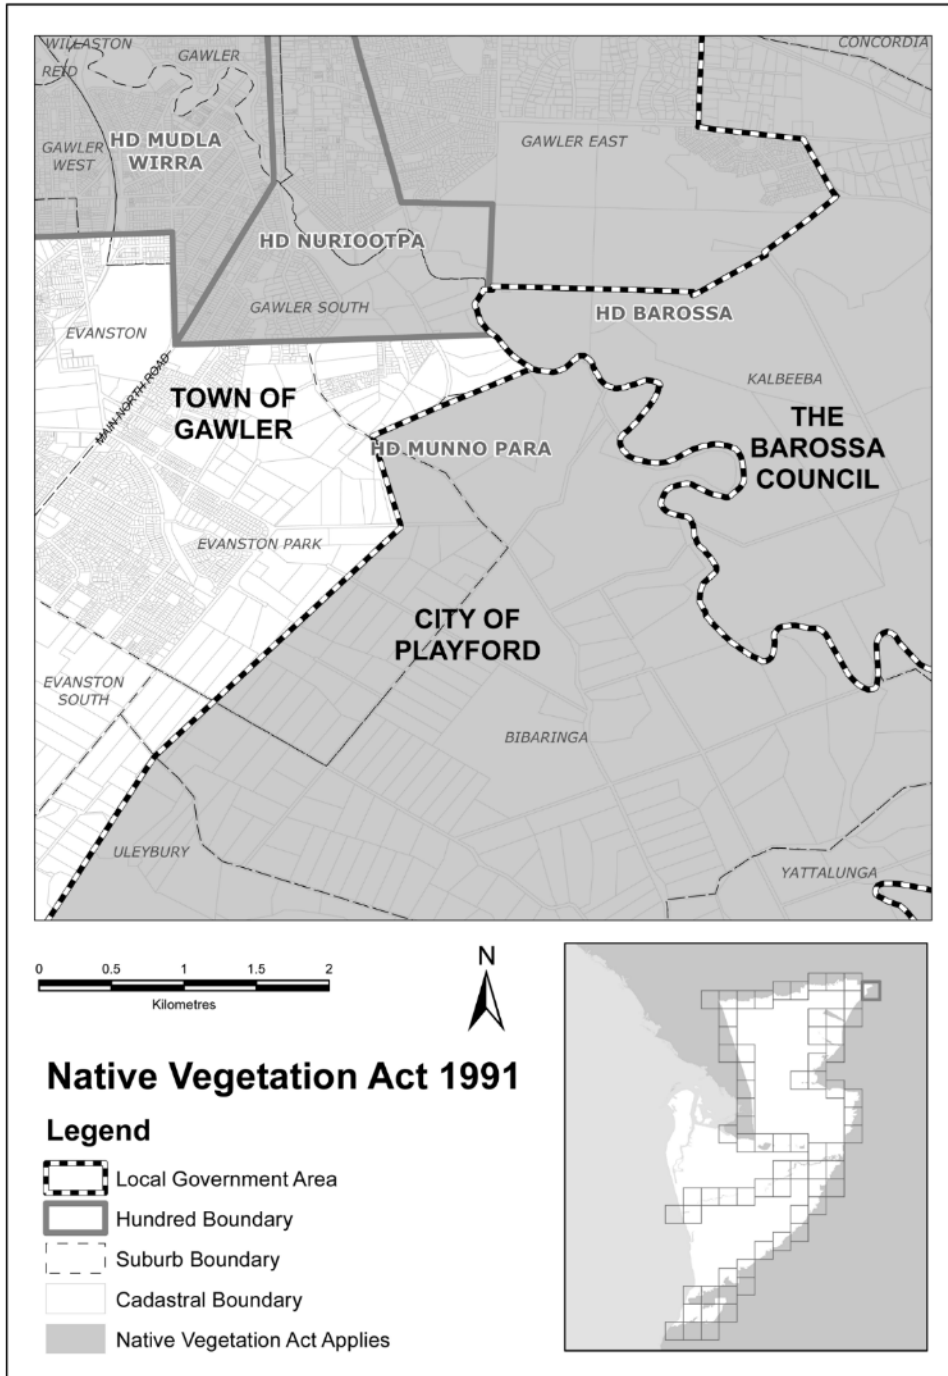 WILLASTON
GAWLER
CONCORDIA
REID
HD MUDLA
WIRRA
GAWLER
WEST
GAWLER EAST
HD NURIOOTPA
GAWLER SOUTH
HD BAROSSA
EVANSTON
MAIN NORTH ROAD
KALBEEBA
TOWN OF
GAWLER
THE
BAROSSA
COUNCIL
HD MUNNO PARA
EVANSTON PARK
CITY OF
PLAYFORD
EVANSTON
SOUTH
BIBARINGA
ULEYBURY
YATTALUNGA
0 0.5 1 1.5 2
Kilometres
N
Native Vegetation Act 1991
Legend
Local Government Area
Hundred Boundary
Suburb Boundary
Cadastral Boundary
Native Vegetation Act Applies